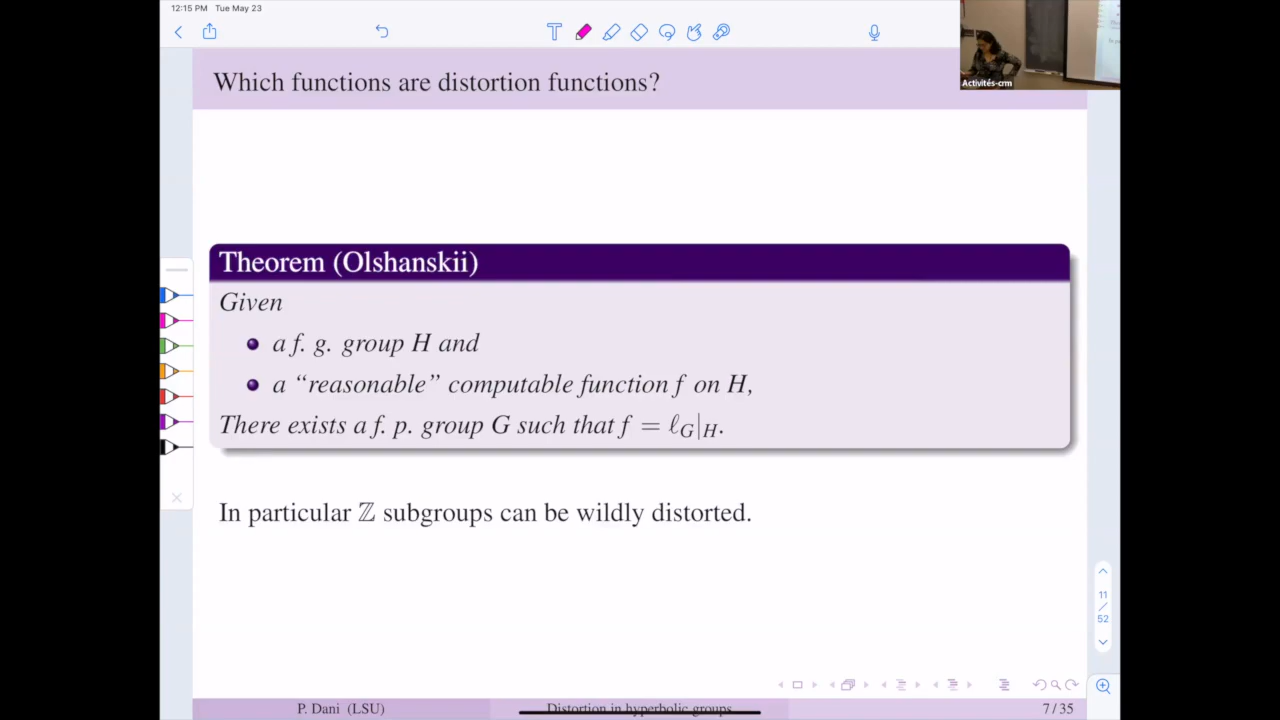 12:15 PM Tue May 23
Activités-crm
Which functions are distortion functions?
Theorem (Olshanskii)
Given
a f. g. group H and
a “reasonable” computable function f on H,
There exists a f. p. group G such that f = ℓ_G|_H.
In particular ℤ subgroups can be wildly distorted.
11
/
52
P. Dani (LSU) Distortion in hyperbolic groups 7 / 35